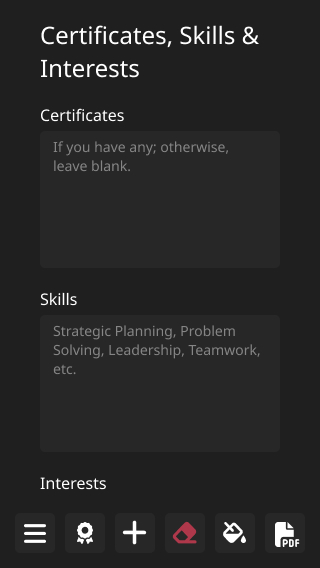 Certificates, Skills &
Interests
Certificates
If you have any; otherwise,
leave blank.
Skills
Strategic Planning, Problem
Solving, Leadership, Teamwork,
etc.
Interests
PDF